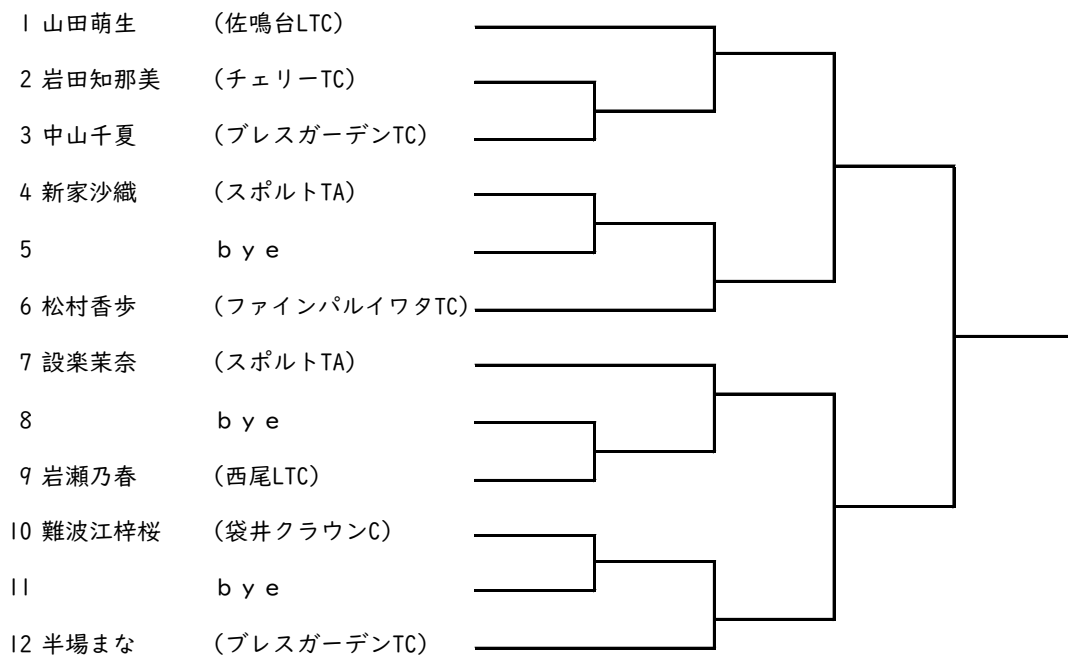 1 山田萌生 (佐鳴台LTC)
2 岩田知那美 (チェリーTC)
3 中山千夏 (ブレスガーデンTC)
4 新家沙織 (スポルトTA)
5 ｂｙｅ
6 松村香歩 (ファインパルイワタTC)
7 設楽茉奈 (スポルトTA)
8 ｂｙｅ
9 岩瀬乃春 (西尾LTC)
10 難波江梓桜 (袋井クラウンC)
11 ｂｙｅ
12 半場まな (ブレスガーデンTC)